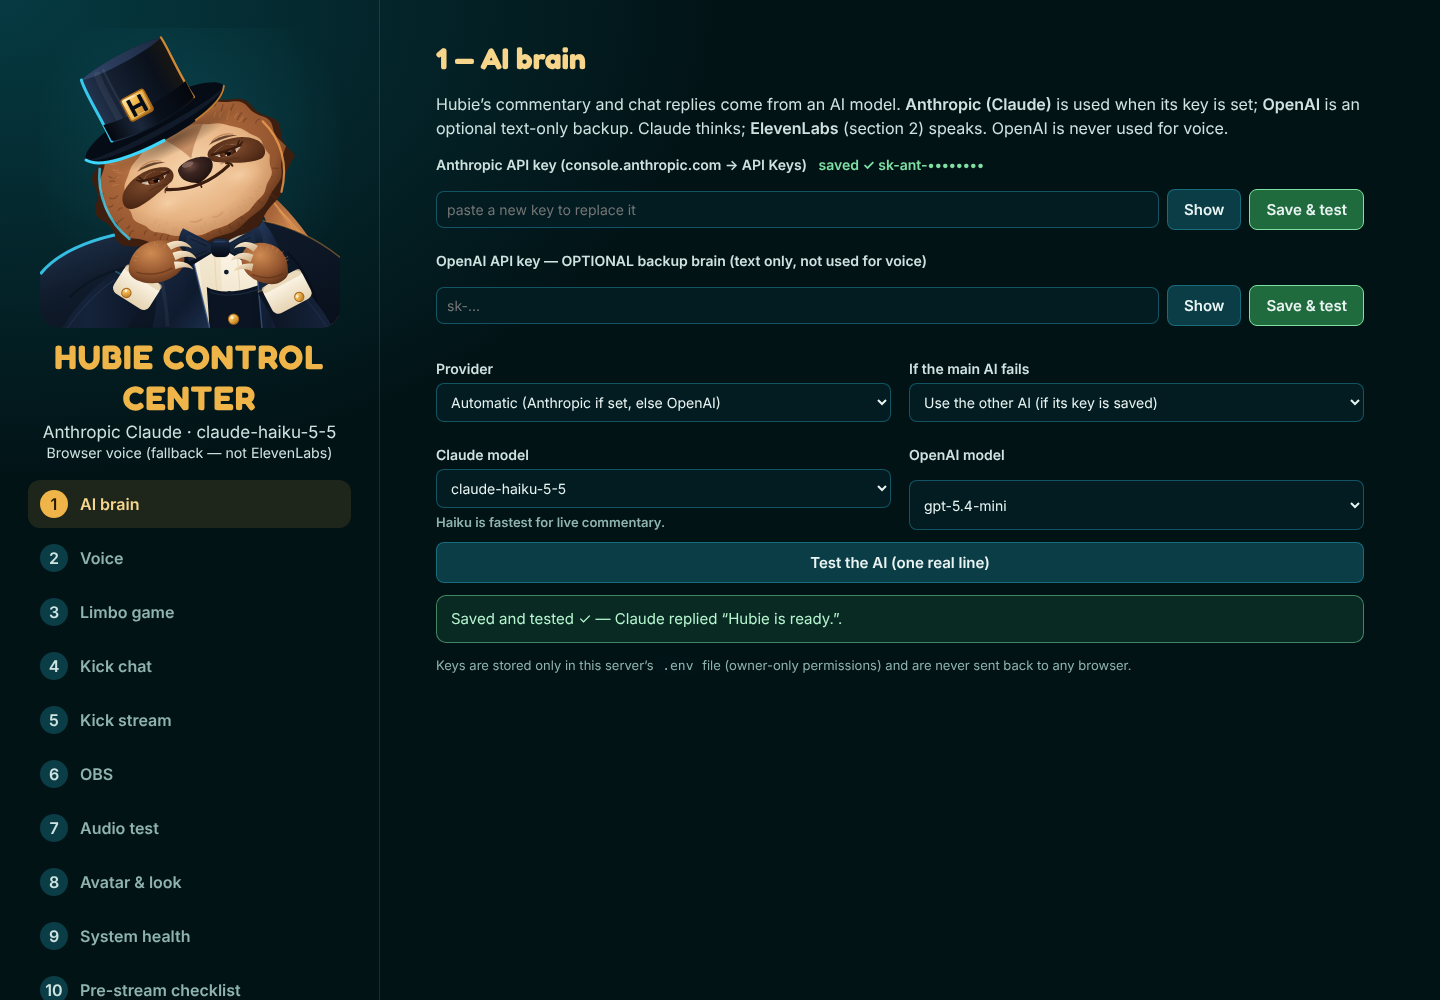 H
HUBIE CONTROL
CENTER
Anthropic Claude · claude-haiku-5-5
Browser voice (fallback — not ElevenLabs)
1 AI brain
2 Voice
3 Limbo game
4 Kick chat
5 Kick stream
6 OBS
7 Audio test
8 Avatar & look
9 System health
10 Pre-stream checklist
1 — AI brain
Hubie’s commentary and chat replies come from an AI model. Anthropic (Claude) is used when its key is set; OpenAI is an
optional text-only backup. Claude thinks; ElevenLabs (section 2) speaks. OpenAI is never used for voice.
Anthropic API key (console.anthropic.com → API Keys) saved ✓ sk-ant-••••••••
paste a new key to replace it
Show
Save & test
OpenAI API key — OPTIONAL backup brain (text only, not used for voice)
sk-...
Show
Save & test
Provider
Automatic (Anthropic if set, else OpenAI)
If the main AI fails
Use the other AI (if its key is saved)
Claude model
claude-haiku-5-5
Haiku is fastest for live commentary.
OpenAI model
gpt-5.4-mini
Test the AI (one real line)
Saved and tested ✓ — Claude replied “Hubie is ready.”.
Keys are stored only in this server’s .env file (owner-only permissions) and are never sent back to any browser.